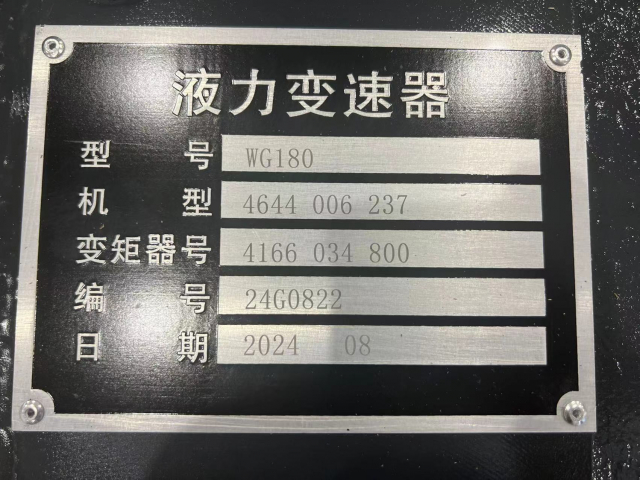 液力变速器
型号 WG180
机型 4644 006 237
变矩器号 4166 034 800
编号 24G0822
日期 2024 08